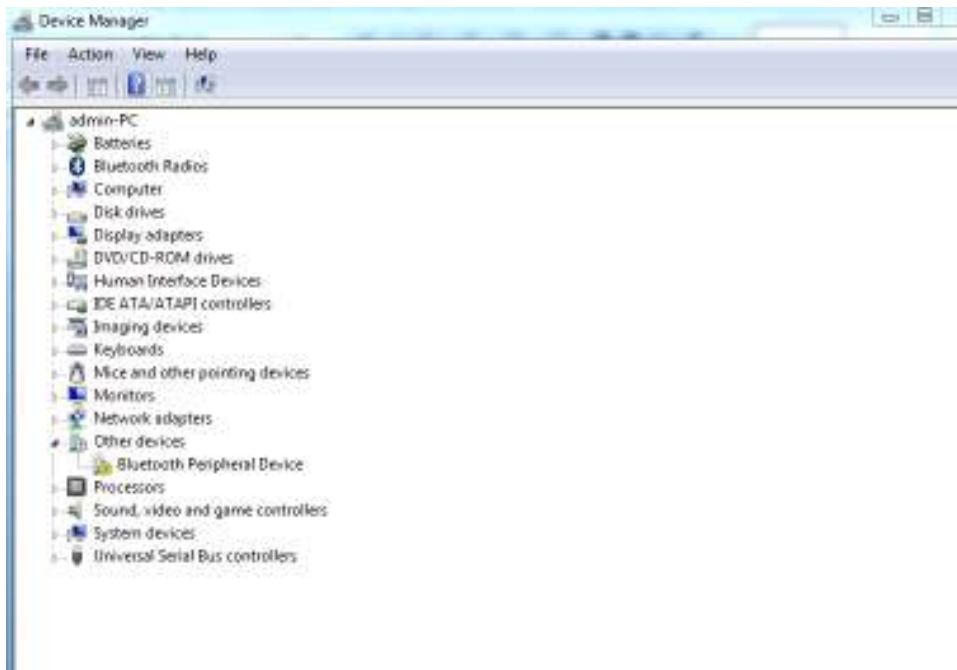 Device Manager
File Action View Help
admin-PC
Batteries
Bluetooth Radios
Computer
Disk drives
Display adapters
DVD/CD-ROM drives
Human Interface Devices
IDE ATA/ATAPI controllers
Imaging devices
Keyboards
Mice and other pointing devices
Monitors
Network adapters
Other devices
Bluetooth Peripheral Device
Processors
Sound, video and game controllers
System devices
Universal Serial Bus controllers